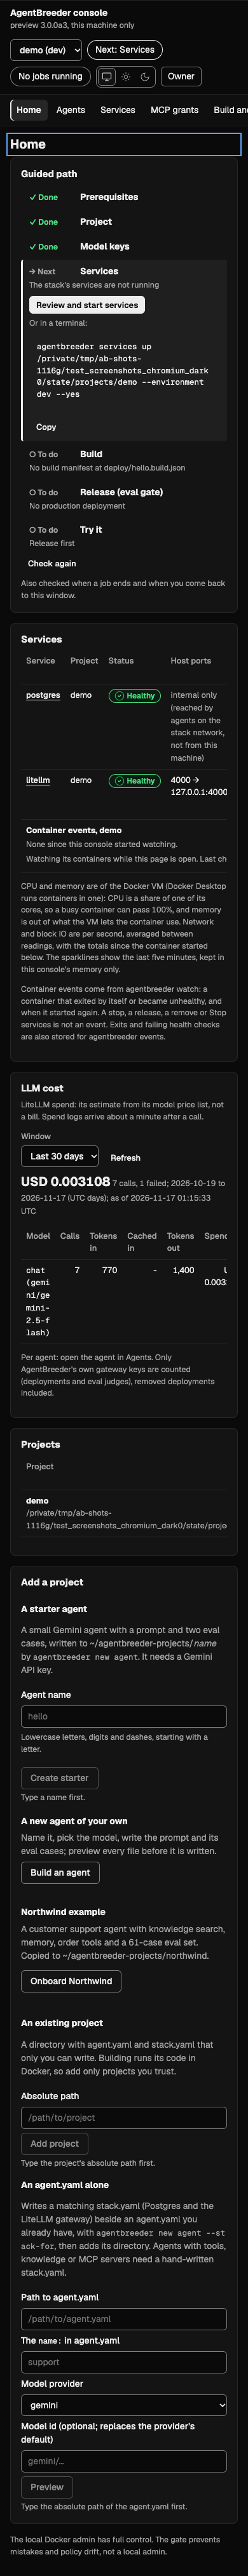 AgentBreeder console
preview 3.0.0a3, this machine only
demo (dev)
Next: Services
No jobs running
Owner
Home
Agents
Services
MCP grants
Home
Guided path
✓ Done
Prerequisites
✓ Done
Project
✓ Done
Model keys
→ Next
Services
The stack's services are not running
Review and start services
Or in a terminal:
agentbreeder services up
/private/tmp/ab-shots-
1116g/test_screenshots_chromium_dark
0/state/projects/demo --environment
dev --yes
Copy
To do
Build
No build manifest at deploy/hello.build.json
To do
Release (eval gate)
No production deployment
To do
Try it
Release first
Check again
Also checked when a job ends and when you come back
to this window.
Services
Service
Project
Status
Host ports
postgres
demo
Healthy
internal only
(reached by
agents on the
stack network,
not from this
machine)
litellm
demo
Healthy
4000 →
127.0.0.1:4000
Container events, demo
None since this console started watching.
Watching its containers while this page is open. Last ch
CPU and memory are of the Docker VM (Docker Desktop
runs containers in one): CPU is a share of one of its
cores, so a busy container can pass 100%, and memory
is out of what the VM lets the container use. Network
and block IO are per second, averaged between
readings, with the totals since the container started
below. The sparklines show the last five minutes, kept in
this console's memory only.
Container events come from agentbreeder watch: a
container that exited by itself or became unhealthy, and
when it started again. A stop, a release, a remove or Stop
services is not an event. Exits and failing health checks
are also stored for agentbreeder events.
LLM cost
LiteLLM spend: its estimate from its model price list, not
a bill. Spend logs arrive about a minute after a call.
Window
Last 30 days
Refresh
USD 0.003108 7 calls, 1 failed; 2026-10-19 to
2026-11-17 (UTC days); as of 2026-11-17 01:15:33
UTC
Model
Calls
Tokens
in
Cached
in
Tokens
out
chat
(gemi
ni/ge
mini-
2.5-f
lash)
7
770
-
1,400
Per agent: open the agent in Agents. Only
AgentBreeder's own gateway keys are counted
(deployments and eval judges), removed deployments
included.
Projects
Project
demo
/private/tmp/ab-shots-
1116g/test_screenshots_chromium_dark0/state/proje
Add a project
A starter agent
A small Gemini agent with a prompt and two eval
cases, written to ~/agentbreeder-projects/name
by agentbreeder new agent. It needs a Gemini
API key.
Agent name
hello
Lowercase letters, digits and dashes, starting with a
letter.
Create starter
Type a name first.
A new agent of your own
Name it, pick the model, write the prompt and its
eval cases; preview every file before it is written.
Build an agent
Northwind example
A customer support agent with knowledge search,
memory, order tools and a 61-case eval set.
Copied to ~/agentbreeder-projects/northwind.
Onboard Northwind
An existing project
A directory with agent.yaml and stack.yaml that
only you can write. Building runs its code in
Docker, so add only projects you trust.
Absolute path
/path/to/project
Add project
Type the project's absolute path first.
An agent.yaml alone
Writes a matching stack.yaml (Postgres and the
LiteLLM gateway) beside an agent.yaml you
already have, with agentbreeder new agent --st
ack-for, then adds its directory. Agents with tools,
knowledge or MCP servers need a hand-written
stack.yaml.
Path to agent.yaml
/path/to/agent.yaml
The name: in agent.yaml
support
Model provider
gemini
Model id (optional; replaces the provider's
default)
gemini/...
Preview
Type the absolute path of the agent.yaml first.
The local Docker admin has full control. The gate prevents
mistakes and policy drift, not a local admin.